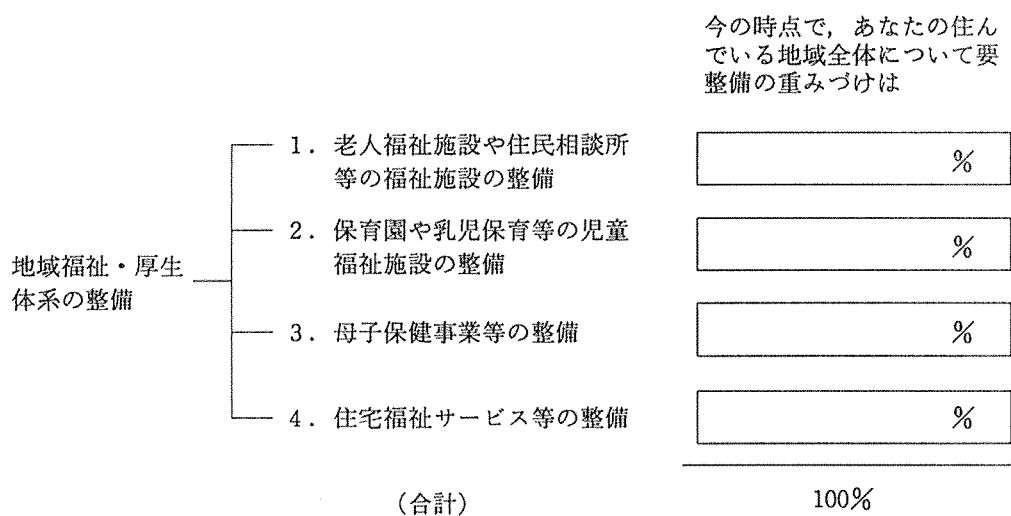 今の時点で，あなたの住ん
でいる地域全体について要
整備の重みづけは
地域福祉・厚生
体系の整備
1．老人福祉施設や住民相談所
等の福祉施設の整備
％
2．保育園や乳児保育等の児童
福祉施設の整備
％
3．母子保健事業等の整備
％
4．住宅福祉サービス等の整備
％
（合計）
100％